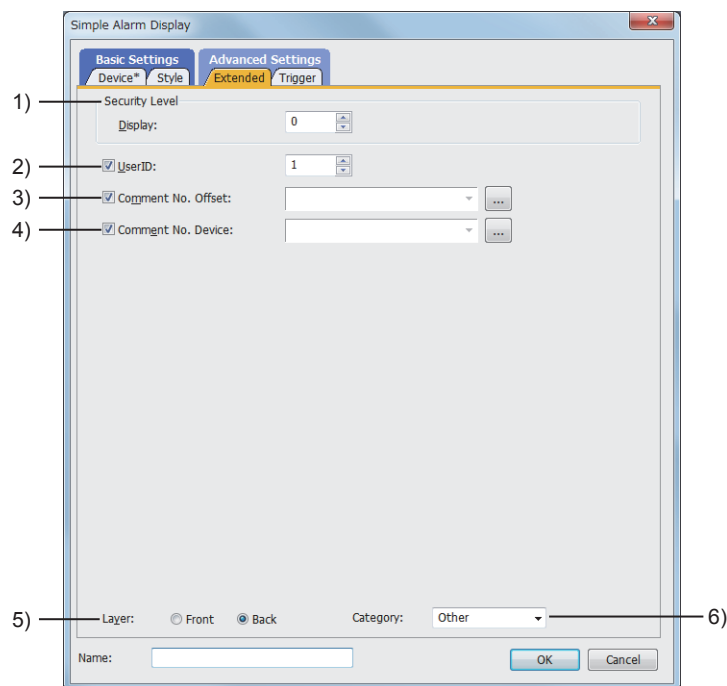 Simple Alarm Display
Basic Settings Advanced Settings
Device* Style Extended Trigger
1) Security Level
Display: 0
2) UserID: 1
3) Comment No. Offset: ...
4) Comment No. Device: ...
5) Layer: Front Back Category: Other 6)
Name: OK Cancel